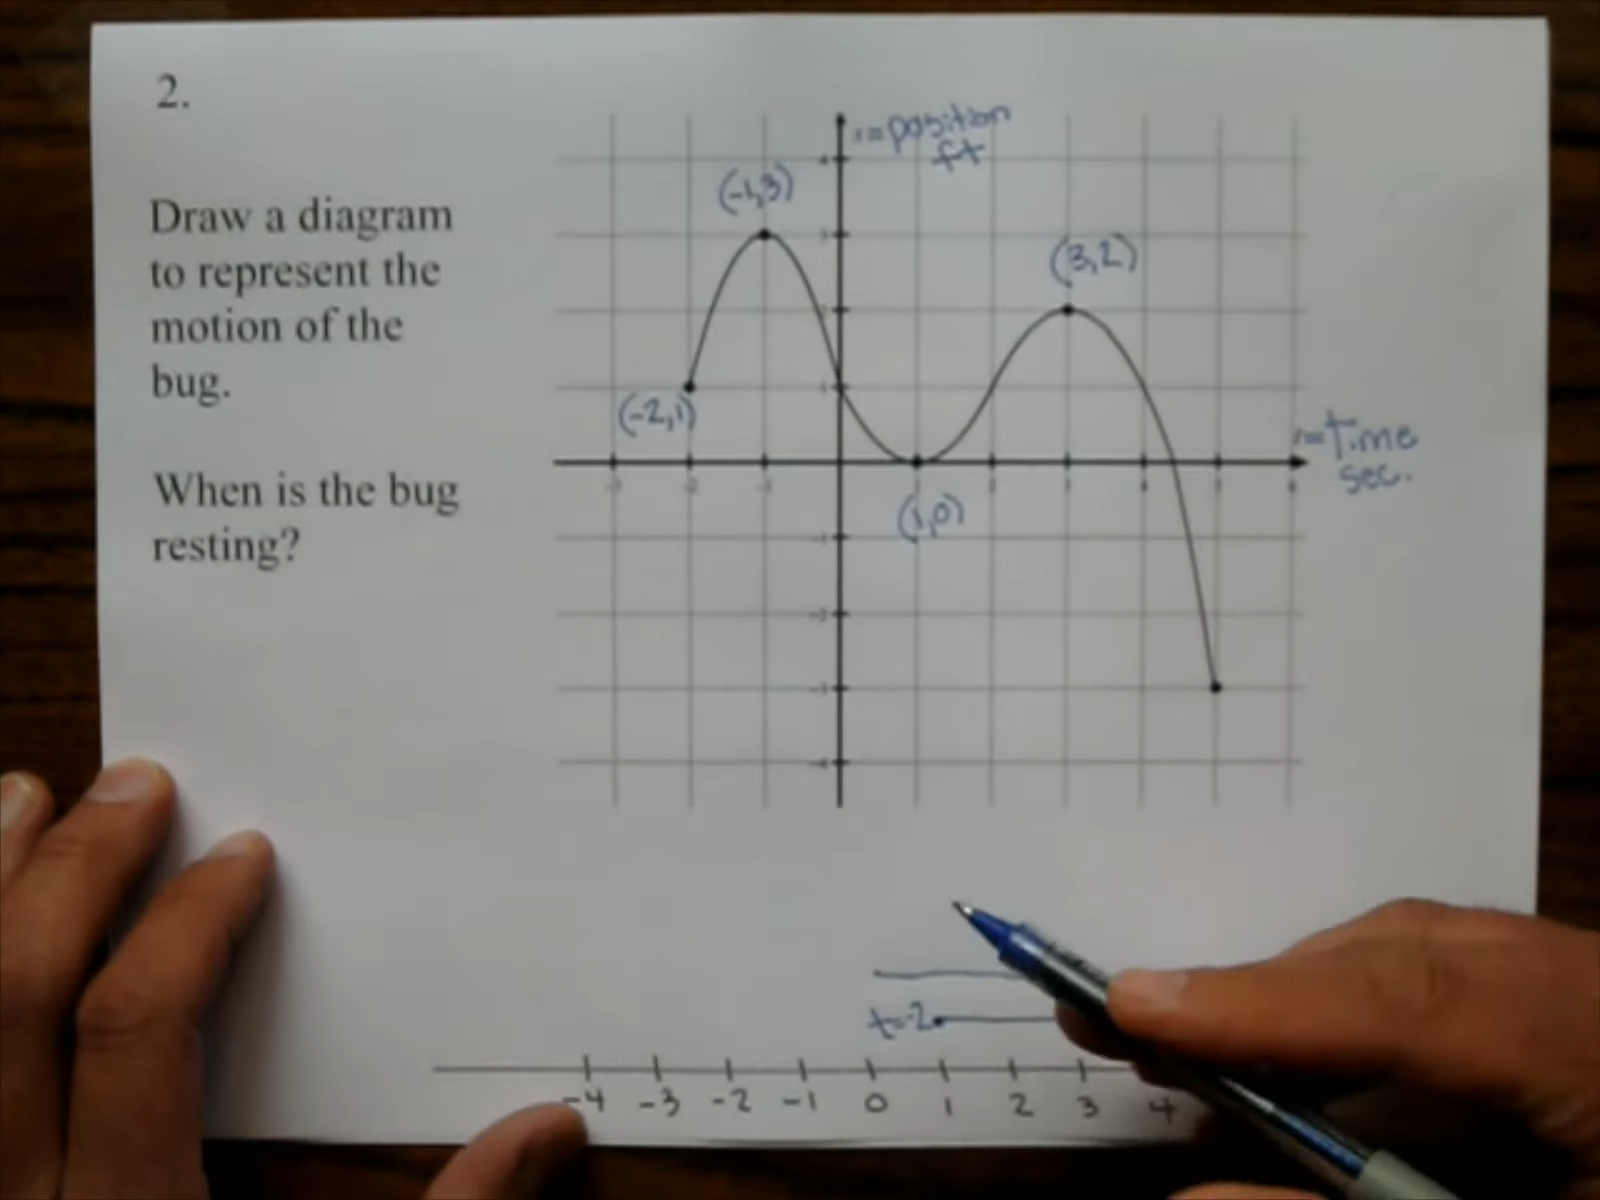 2.
Draw a diagram
to represent the
motion of the
bug.
When is the bug
resting?
=position
ft
(-1,3)
(3,2)
(-2,1)
=Time
sec.
(1,0)
t=-2
-4 -3 -2 -1 0 1 2 3 4